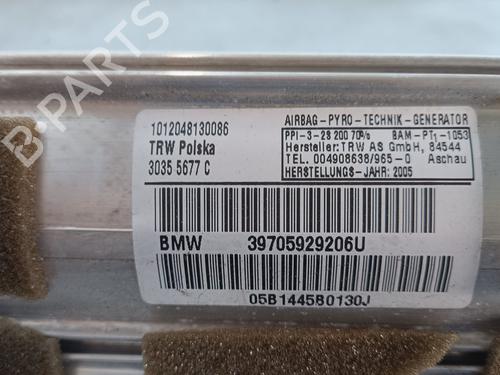 B PARTS
1012048130086
TRW Polska
3035 5677 C
AIRBAG-PYRO-TECHNIK-GENERATOR
PPI-3-28 200 70% BAM-PT1-1053
Hersteller: TRW AS GmbH, 84544
TEL. 004908638/965-0 Aschau
HERSTELLUNGS-JAHR: 2005
BMW 39705929206U
05B1445B0130J